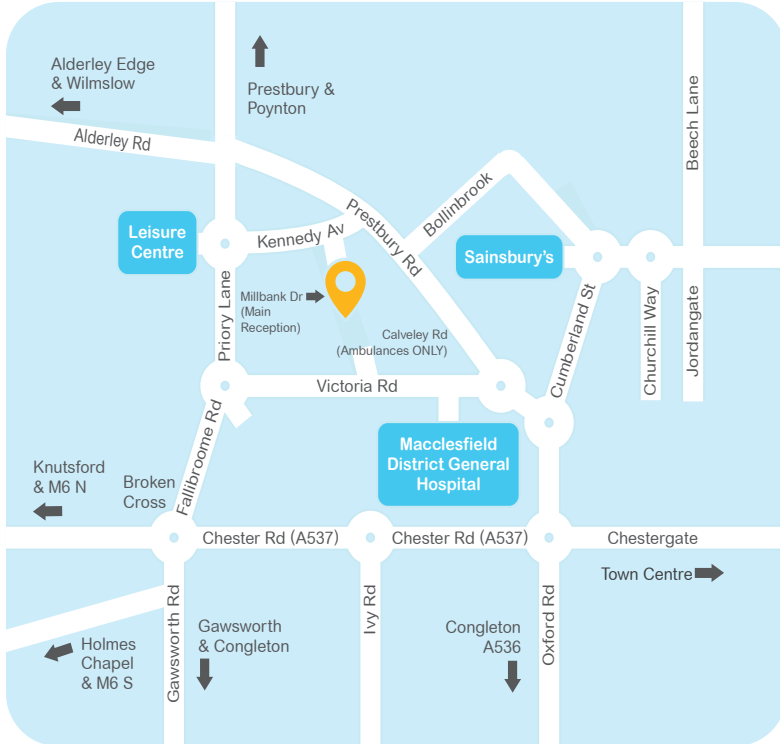 Alderley Edge
& Wilmslow
Prestbury &
Poynton
Alderley Rd
Beech Lane
Leisure
Centre
Kennedy Av
Prestbury Rd
Bollinbrook
Sainsbury's
Priory Lane
Millbank Dr
(Main
Reception)
Calveley Rd
(Ambulances ONLY)
Cumberland St
Churchill Way
Jordangate
Victoria Rd
Macclesfield
District General
Hospital
Fallibroome Rd
Knutsford
& M6 N
Broken
Cross
Chester Rd (A537)
Chester Rd (A537)
Chestergate
Town Centre
Gawsworth Rd
Ivy Rd
Oxford Rd
Gawsworth
& Congleton
Congleton
A536
Holmes
Chapel
& M6 S